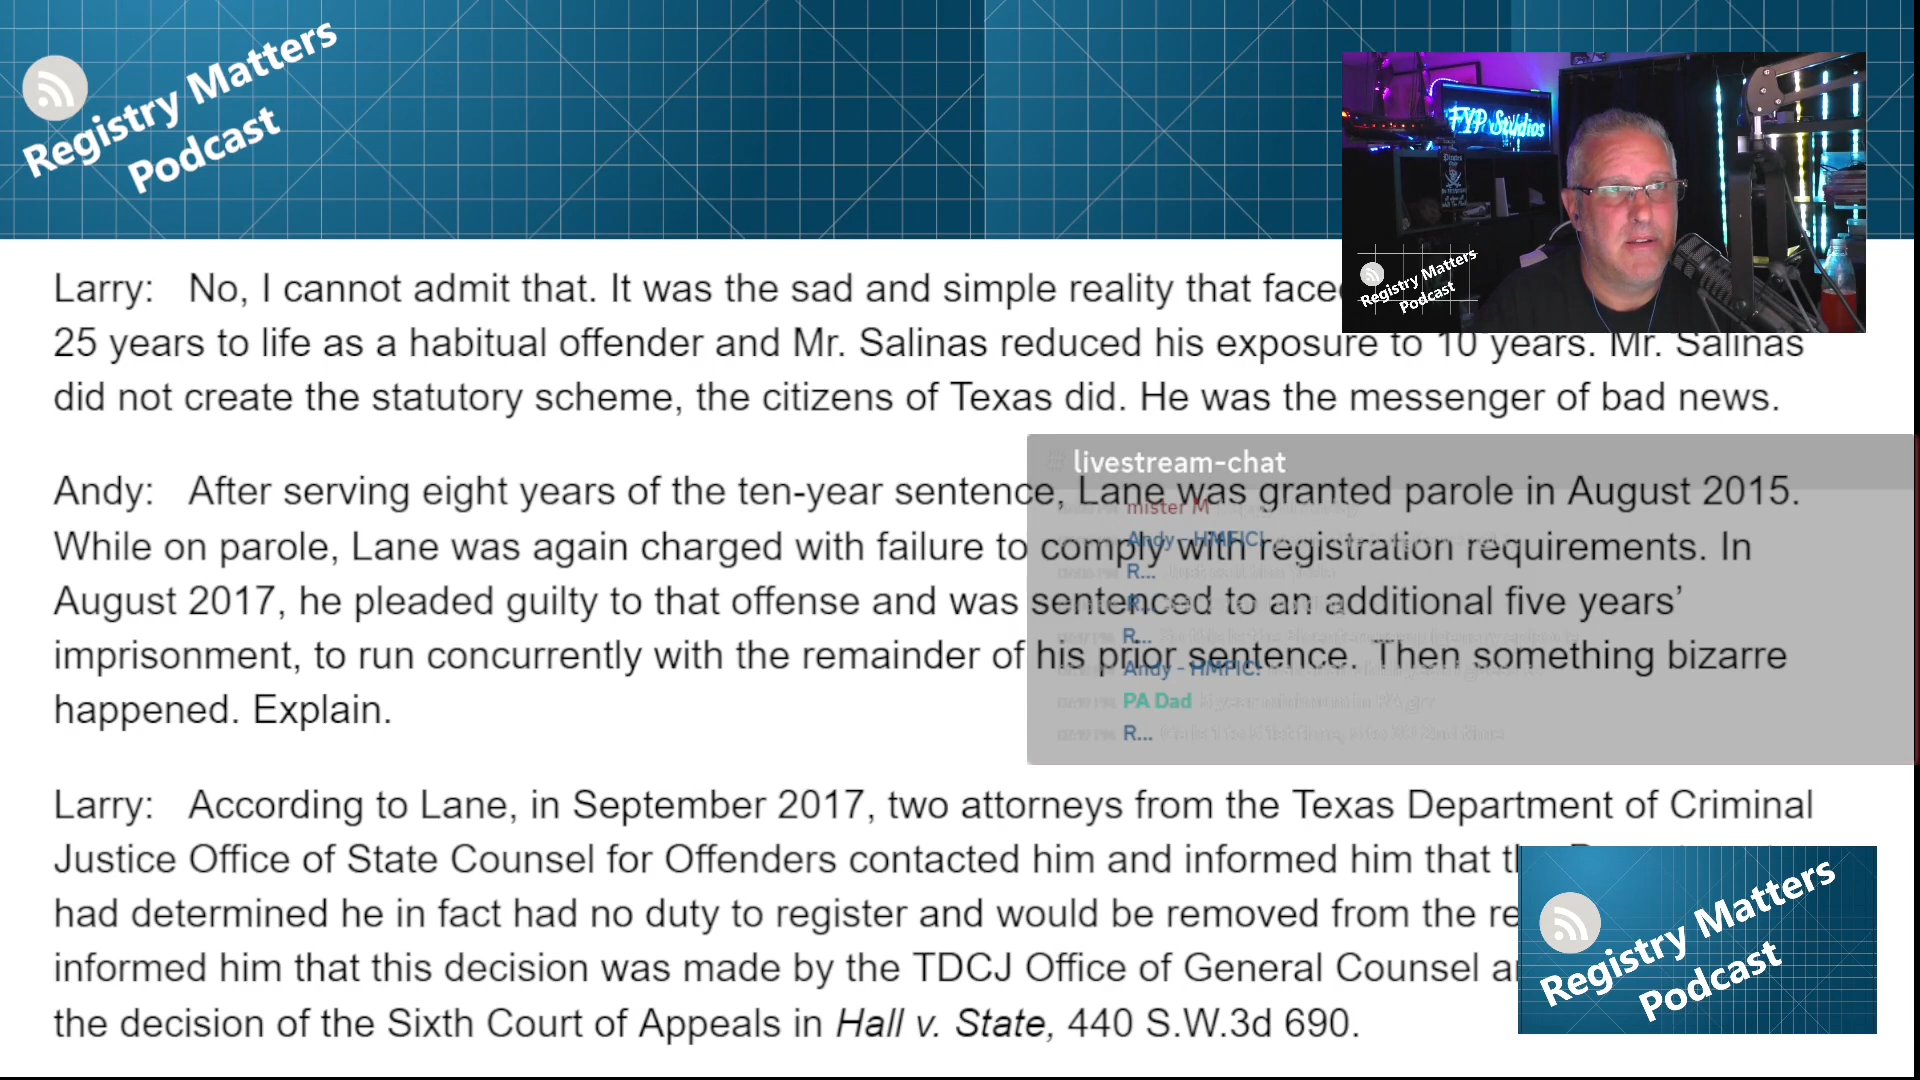 Registry Matters
Podcast
FYP Studios
Registry Matters
Podcast
Larry: No, I cannot admit that. It was the sad and simple reality that faced
25 years to life as a habitual offender and Mr. Salinas reduced his exposure to 10 years. Mr. Salinas
did not create the statutory scheme, the citizens of Texas did. He was the messenger of bad news.
livestream-chat
Andy: After serving eight years of the ten-year sentence, Lane was granted parole in August 2015.
mister M
While on parole, Lane was again charged with failure to comply with registration requirements. In
Andy - HMFIC!
R...
August 2017, he pleaded guilty to that offense and was sentenced to an additional five years’
R...
R...
imprisonment, to run concurrently with the remainder of his prior sentence. Then something bizarre
Andy - HMFIC!
PA Dad
happened. Explain.
R...
Larry: According to Lane, in September 2017, two attorneys from the Texas Department of Criminal
Justice Office of State Counsel for Offenders contacted him and informed him that
had determined he in fact had no duty to register and would be removed from the
informed him that this decision was made by the TDCJ Office of General Counsel
the decision of the Sixth Court of Appeals in Hall v. State, 440 S.W.3d 690.
Registry Matters
Podcast